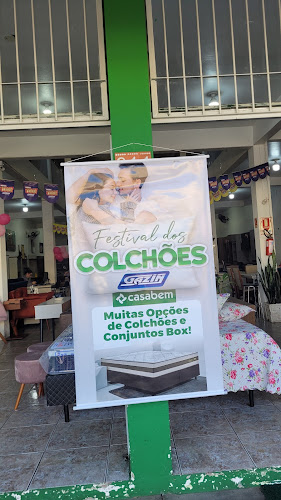 Festival dos
COLCHÕES
GAZIN
casabem
Muitas Opções
de Colchões e
Conjuntos Box!